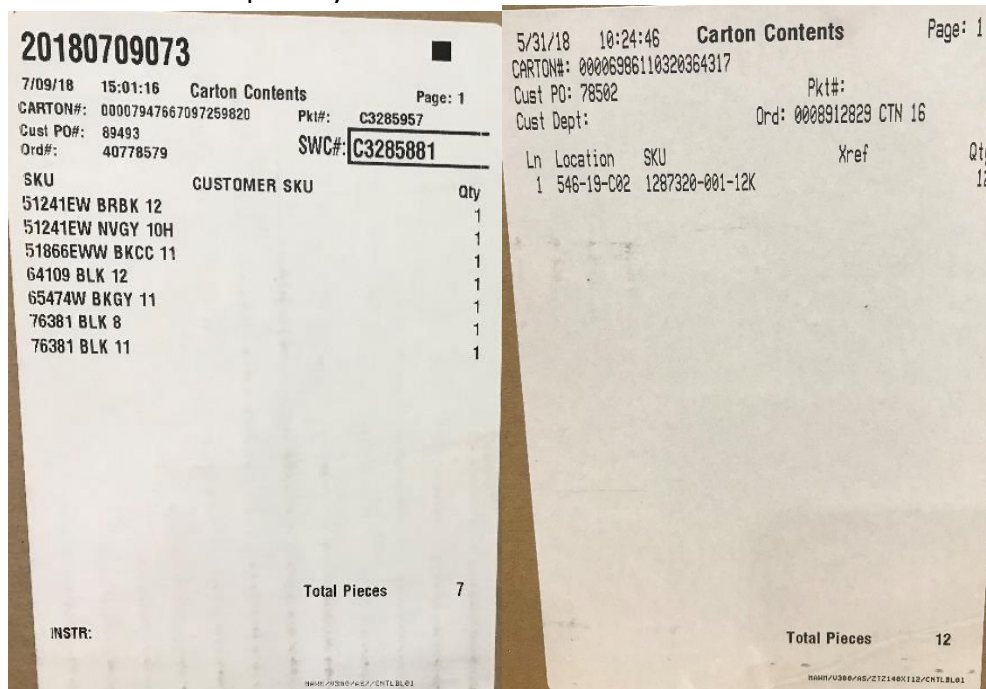 20180709073
7/09/18 15:01:16 Carton Contents Page: 1
CARTON#: 00007947667097259820 Pkt#: C3285957
Cust PO#: 89493
Ord#: 40778579 SWC#: C3285881
SKU CUSTOMER SKU Qty
51241EW BRBK 12 1
51241EW NVGY 10H 1
51866EWW BKCC 11 1
64109 BLK 12 1
65474W BKGY 11 1
76381 BLK 8 1
76381 BLK 11 1
Total Pieces 7
INSTR:
5/31/18 10:24:46 Carton Contents Page: 1
CARTON#: 00006986110320364317
Cust PO: 78502 Pkt#:
Cust Dept: Ord: 0008912829 CTN 16
Ln Location SKU Xref Qty
1 546-19-C02 1287320-001-12K 12
Total Pieces 12